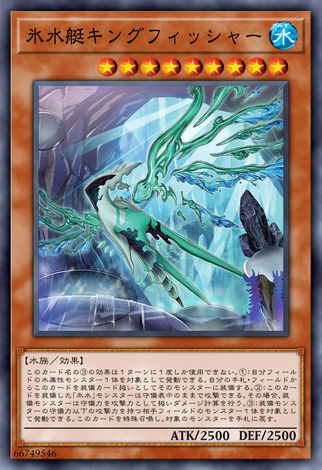 氷水艇キングフィッシャー
水
【水族/効果】
このカード名の③の効果は1ターンに1度しか使用できない。①:自分フィール
ドの水属性モンスター1体を対象として発動できる。自分の手札・フィールドか
らこのカードを装備カード扱いとしてそのモンスターに装備する。②:このカー
ドを装備した「氷水」モンスターは守備表示のままで攻撃できる。その場合、装
備モンスターは守備力を攻撃力として扱いダメージ計算を行う。③:装備モンス
ターの守備力以下の攻撃力を持つ相手フィールドのモンスター1体を対象とし
て発動できる。このカードを特殊召喚し、対象のモンスターを手札に戻す。
ATK/2500 DEF/2500
66749546